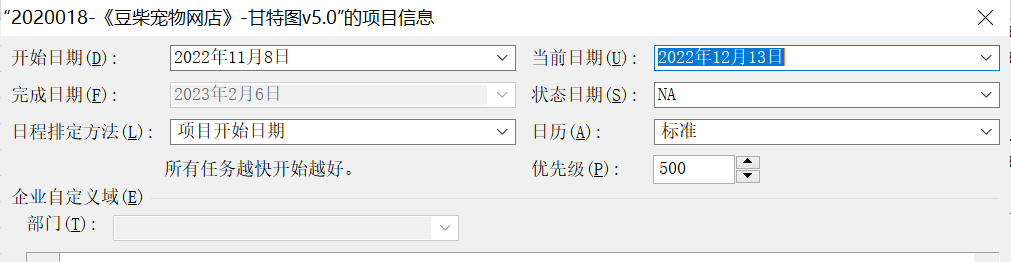 “2020018-《豆柴宠物网店》-甘特图v5.0”的项目信息
开始日期(D): 2022年11月8日 当前日期(U): 2022年12月13日
完成日期(F): 2023年2月6日 状态日期(S): NA
日程排定方法(L): 项目开始日期 日历(A): 标准
所有任务越快开始越好。 优先级(P): 500
企业自定义域(E)
部门(T):